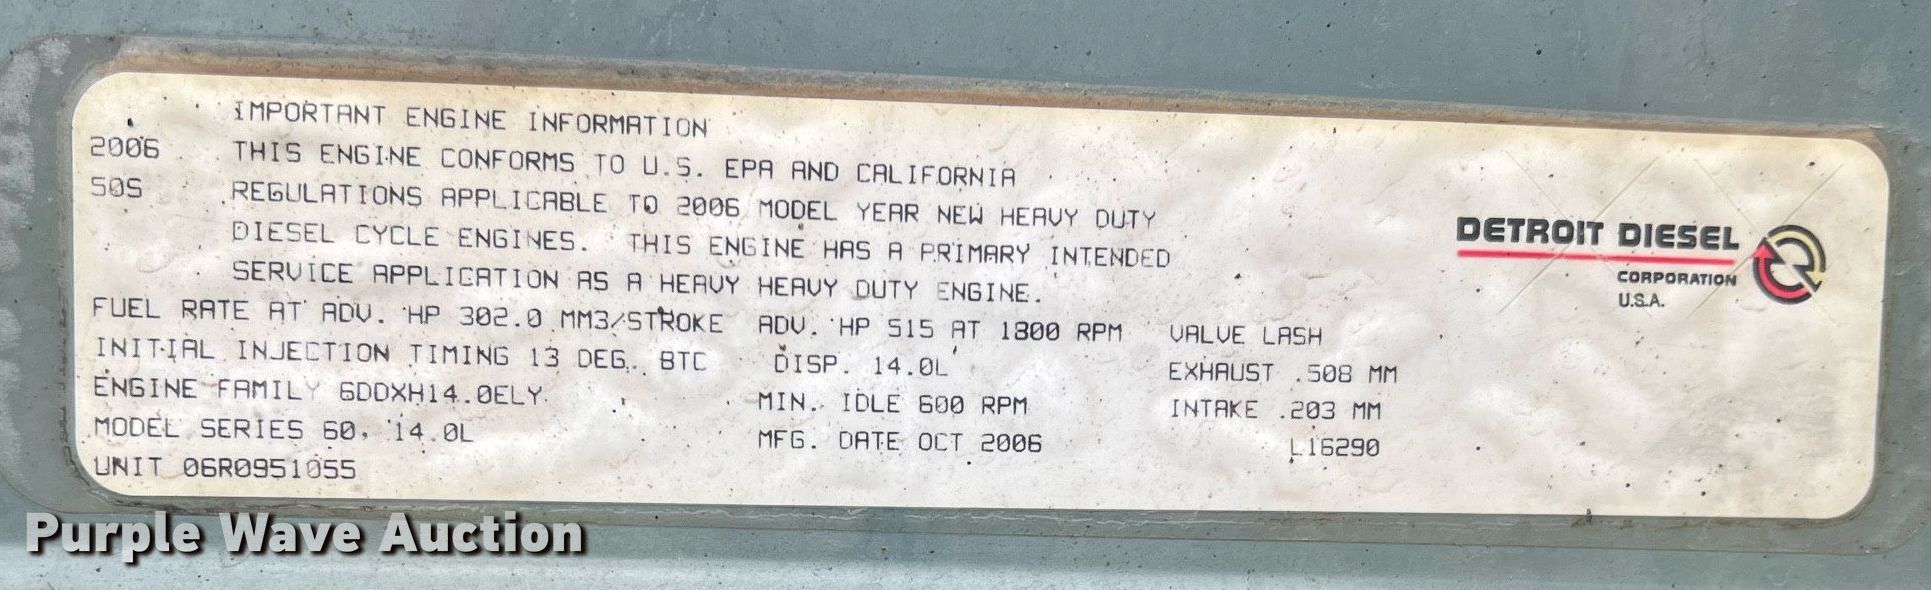 IMPORTANT ENGINE INFORMATION
2006 THIS ENGINE CONFORMS TO U.S. EPA AND CALIFORNIA
50S REGULATIONS APPLICABLE TO 2006 MODEL YEAR NEW HEAVY DUTY
DIESEL CYCLE ENGINES. THIS ENGINE HAS A PRIMARY INTENDED
SERVICE APPLICATION AS A HEAVY HEAVY DUTY ENGINE.
FUEL RATE AT ADV. HP 302.0 MM3/STROKE ADV. HP 515 AT 1800 RPM VALVE LASH
INITIAL INJECTION TIMING 13 DEG. BTC DISP. 14.0L EXHAUST .508 MM
ENGINE FAMILY 6DDXH14.0ELY MIN. IDLE 600 RPM INTAKE .203 MM
MODEL SERIES 60, 14.0L MFG. DATE OCT 2006 L16290
UNIT 06R0951055
DETROIT DIESEL
CORPORATION
U.S.A.
Purple Wave Auction